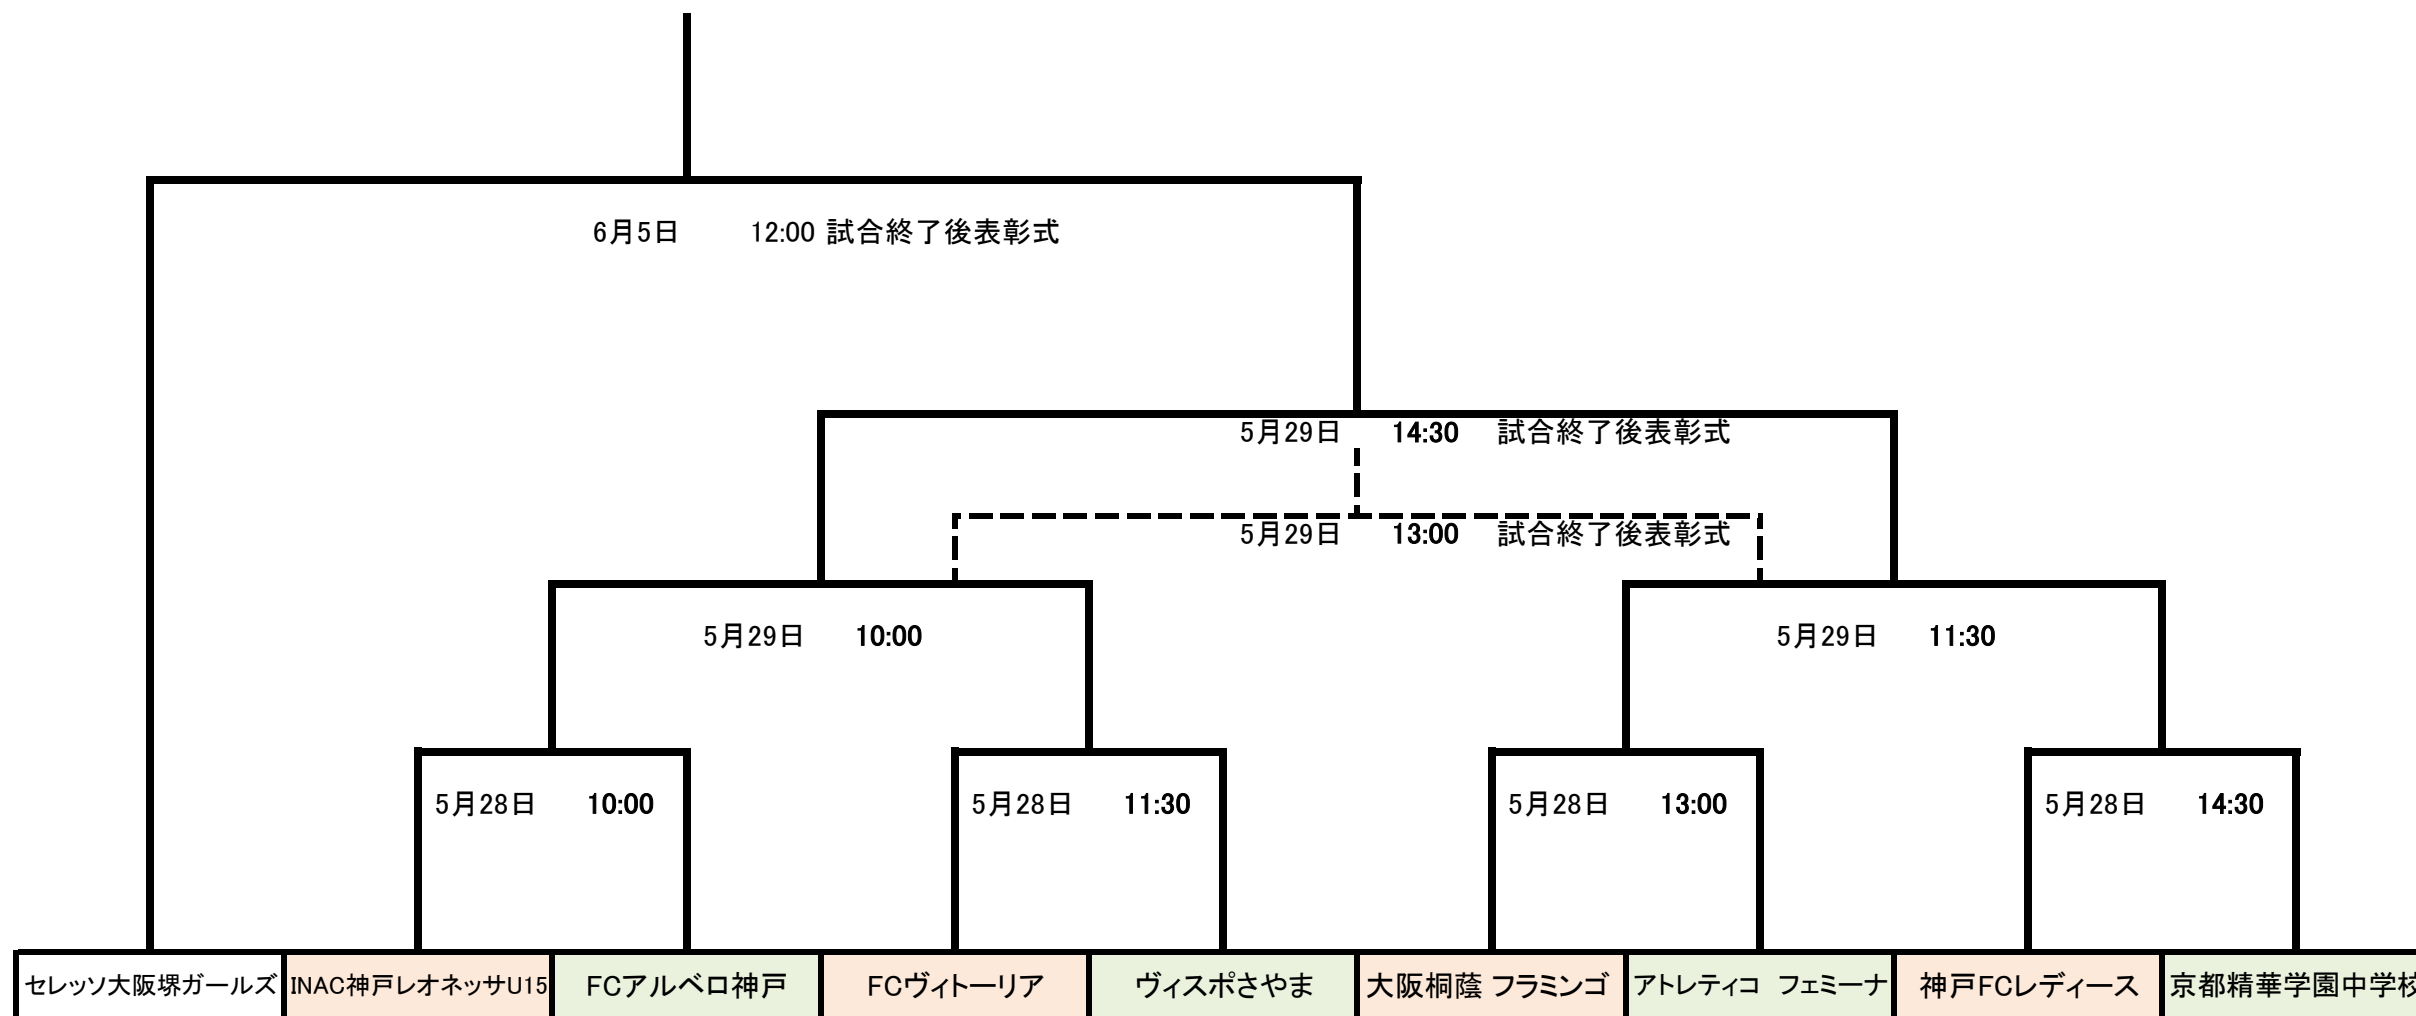 6月5日 12:00 試合終了後表彰式
5月29日 14:30 試合終了後表彰式
5月29日 13:00 試合終了後表彰式
5月29日 10:00 5月29日 11:30
5月28日 10:00 5月28日 11:30 5月28日 13:00 5月28日 14:30
セレッソ大阪堺ガールズ INAC神戸レオネッサU15 FCアルベロ神戸 FCヴィトーリア ヴィスポさやま 大阪桐蔭 フラミンゴ アトレティコ　フェミーナ 神戸FCレディース 京都精華学園中学校